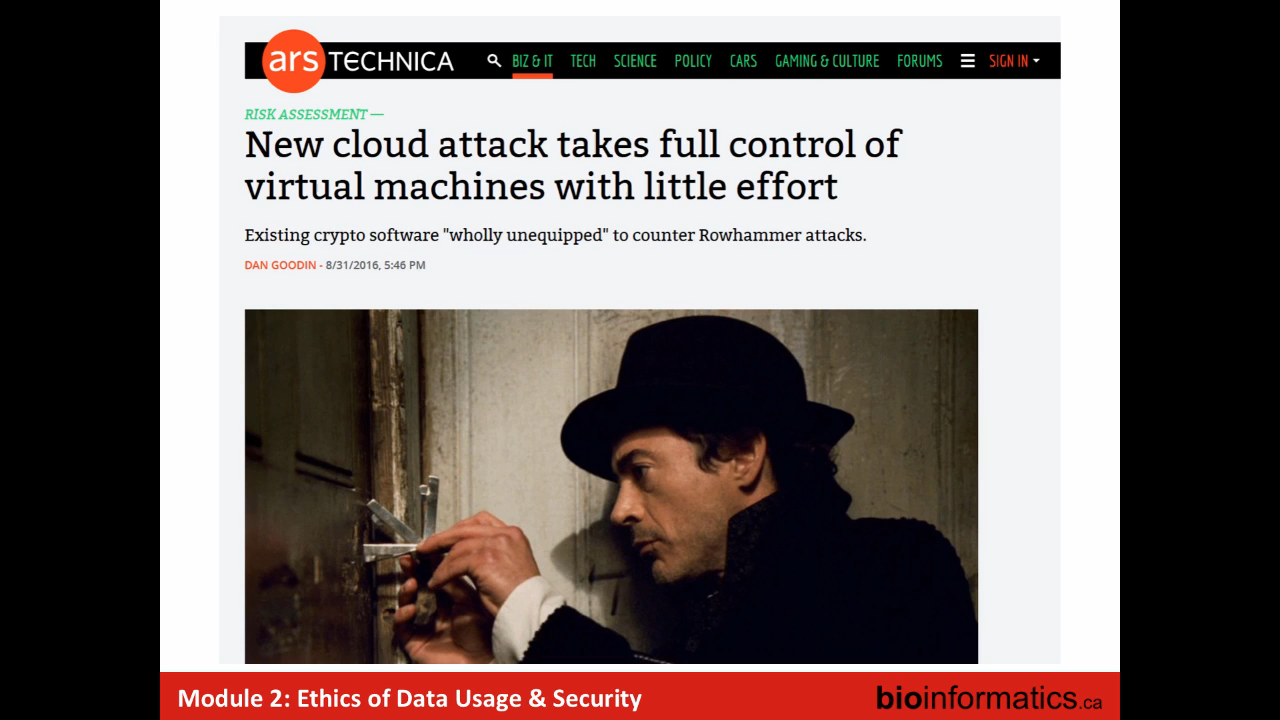 ars TECHNICA BIZ & IT TECH SCIENCE POLICY CARS GAMING & CULTURE FORUMS SIGN IN
RISK ASSESSMENT —
New cloud attack takes full control of
virtual machines with little effort
Existing crypto software "wholly unequipped" to counter Rowhammer attacks.
DAN GOODIN - 8/31/2016, 5:46 PM
Module 2: Ethics of Data Usage & Security bioinformatics.ca